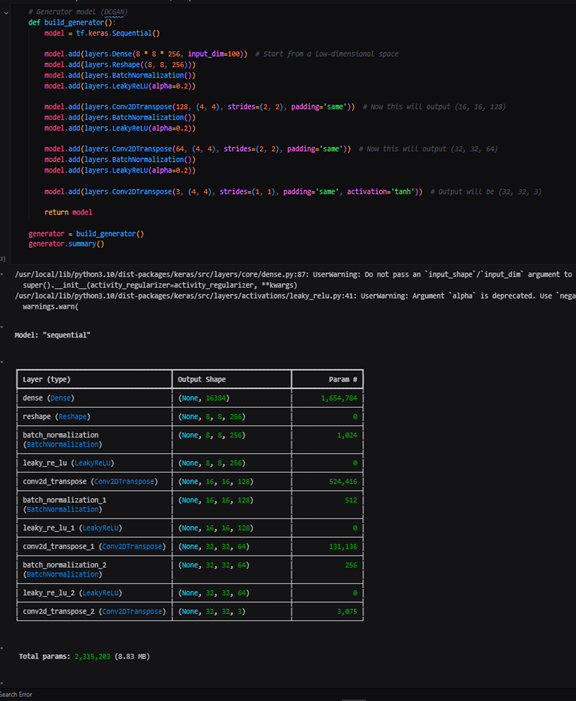 # Generator model (DCGAN)
def build_generator():
model = tf.keras.Sequential()
model.add(layers.Dense(8 * 8 * 256, input_dim=100))  # Start from a low-dimensional space
model.add(layers.Reshape((8, 8, 256)))
model.add(layers.BatchNormalization())
model.add(layers.LeakyReLU(alpha=0.2))
model.add(layers.Conv2DTranspose(128, (4, 4), strides=(2, 2), padding='same'))  # Now this will output (16, 16, 128)
model.add(layers.BatchNormalization())
model.add(layers.LeakyReLU(alpha=0.2))
model.add(layers.Conv2DTranspose(64, (4, 4), strides=(2, 2), padding='same'))  # Now this will output (32, 32, 64)
model.add(layers.BatchNormalization())
model.add(layers.LeakyReLU(alpha=0.2))
model.add(layers.Conv2DTranspose(3, (4, 4), strides=(1, 1), padding='same', activation='tanh'))  # Output will be (32, 32, 3)
return model
generator = build_generator()
generator.summary()
/usr/local/lib/python3.10/dist-packages/keras/src/layers/core/dense.py:87: UserWarning: Do not pass an `input_shape`/`input_dim` argument to
super().__init__(activity_regularizer=activity_regularizer, **kwargs)
/usr/local/lib/python3.10/dist-packages/keras/src/layers/activations/leaky_relu.py:41: UserWarning: Argument `alpha` is deprecated. Use `nega
warnings.warn(
Model: "sequential"
Layer (type) Output Shape Param #
dense (Dense) (None, 16384) 1,654,784
reshape (Reshape) (None, 8, 8, 256) 0
batch_normalization (None, 8, 8, 256) 1,024
(BatchNormalization)
leaky_re_lu (LeakyReLU) (None, 8, 8, 256) 0
conv2d_transpose (Conv2DTranspose) (None, 16, 16, 128) 524,416
batch_normalization_1 (None, 16, 16, 128) 512
(BatchNormalization)
leaky_re_lu_1 (LeakyReLU) (None, 16, 16, 128) 0
conv2d_transpose_1 (Conv2DTranspose) (None, 32, 32, 64) 131,136
batch_normalization_2 (None, 32, 32, 64) 256
(BatchNormalization)
leaky_re_lu_2 (LeakyReLU) (None, 32, 32, 64) 0
conv2d_transpose_2 (Conv2DTranspose) (None, 32, 32, 3) 3,075
Total params: 2,315,203 (8.83 MB)
Search Error